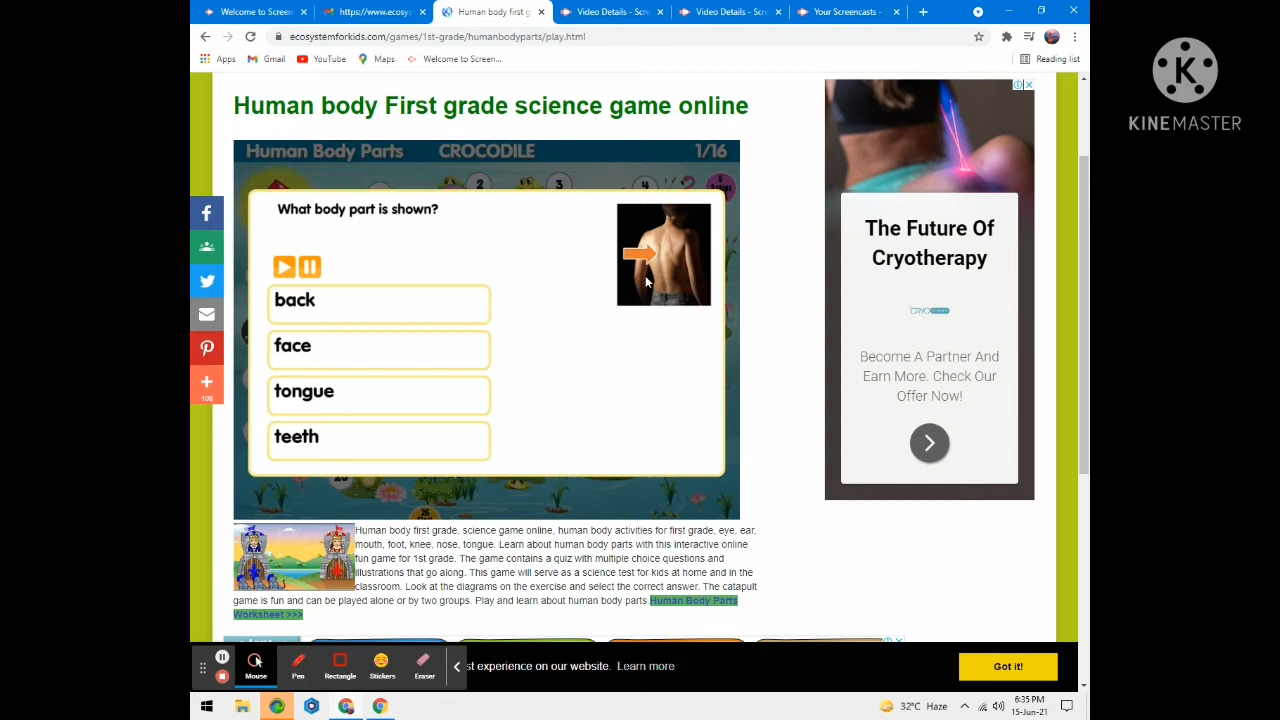 Welcome to Screen
https://www.ecosys
Human body first g
Video Details - Scre
Video Details - Scre
Your Screencasts -
ecosystemforkids.com/games/1st-grade/humanbodyparts/play.html
Apps
Gmail
YouTube
Maps
Welcome to Screen...
Reading list
Human body First grade science game online
Human Body Parts
CROCODILE
1/16
2
3
4
What body part is shown?
back
face
tongue
teeth
The Future Of
Cryotherapy
Become A Partner And
Earn More. Check Our
Offer Now!
108
Human body first grade, science game online, human body activities for first grade, eye, ear,
mouth, foot, knee, nose, tongue. Learn about human body parts with this interactive online
fun game for 1st grade. The game contains a quiz with multiple choice questions and
illustrations that go along. This game will serve as a science test for kids at home and in the
classroom. Look at the diagrams on the exercise and select the correct answer. The catapult
game is fun and can be played alone or by two groups. Play and learn about human body parts.Human Body Parts
Worksheet >>>
st experience on our website. Learn more
Got it!
Mouse
Pen
Rectangle
Stickers
Eraser
32°C Haze
6:35 PM
15-Jun-21
K
KINEMASTER